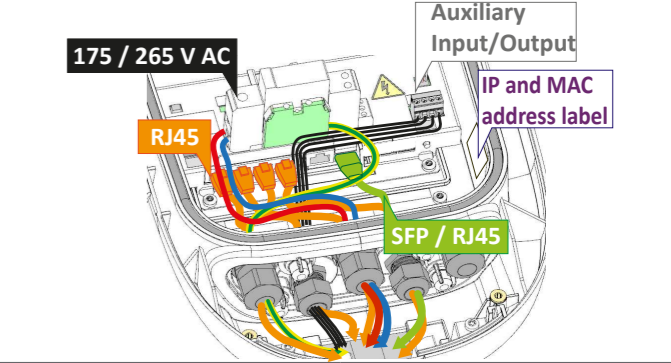 Auxiliary
Input/Output
175 / 265 V AC
IP and MAC
address label
RJ45
SFP / RJ45